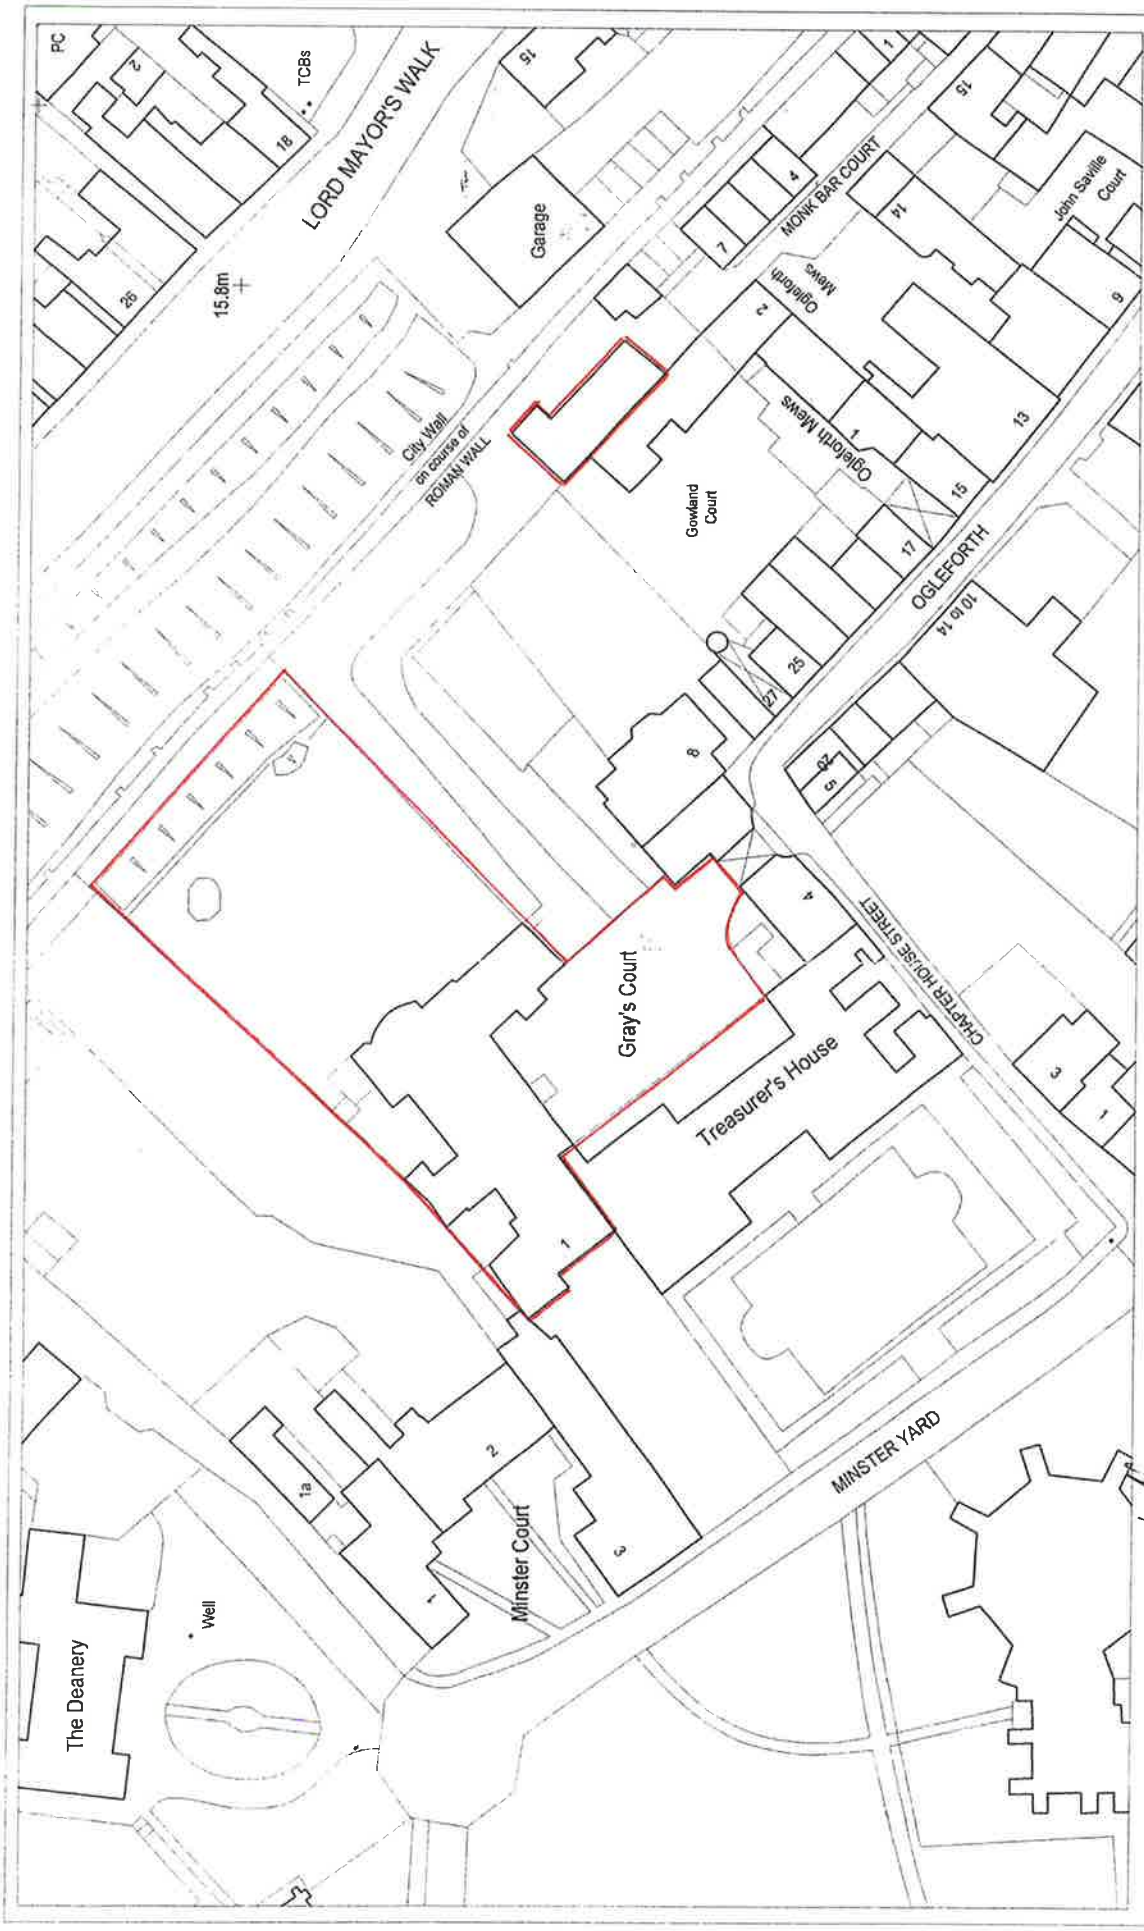 PC
2
TCBs
18
LORD MAYOR'S WALK
15
1
26
15.8m
Garage
City Wall
on course of
ROMAN WALL
7
4
MONK BAR COURT
15
14
John Saville
Court
9
2
Ogleforth
Mews
Ogleforth Mews
1
13
15
17
Gowland
Court
OGLEFORTH
10 to 14
25
27
8
20
5
4
CHAPTER HOUSE STREET
Gray's Court
Treasurer's House
3
1
1
The Deanery
Well
1a
2
1
Minster Court
3
MINSTER YARD